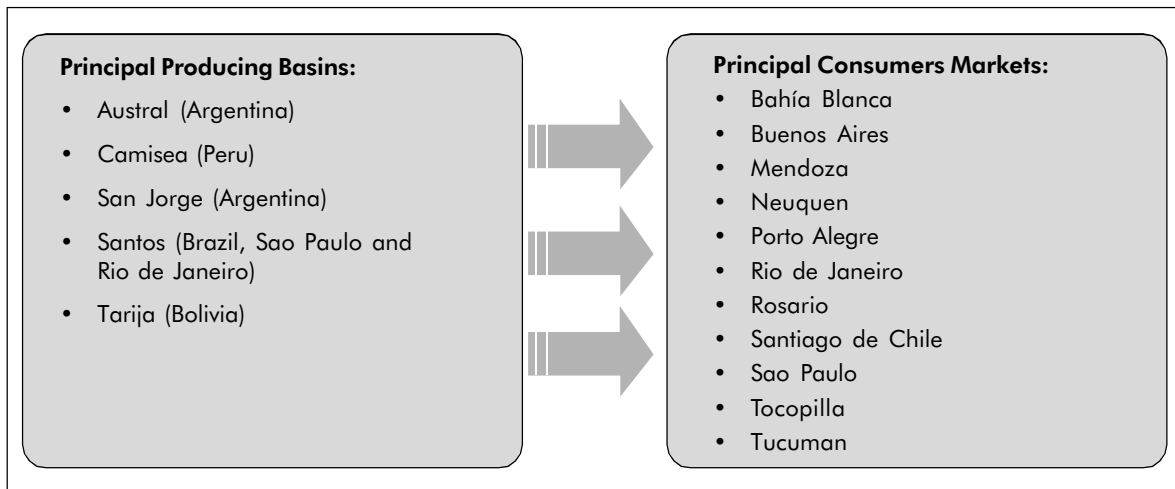 Principal Producing Basins:
• Austral (Argentina)
• Camisea (Peru)
• San Jorge (Argentina)
• Santos (Brazil, Sao Paulo and
Rio de Janeiro)
• Tarija (Bolivia)
Principal Consumers Markets:
• Bahía Blanca
• Buenos Aires
• Mendoza
• Neuquen
• Porto Alegre
• Rio de Janeiro
• Rosario
• Santiago de Chile
• Sao Paulo
• Tocopilla
• Tucuman